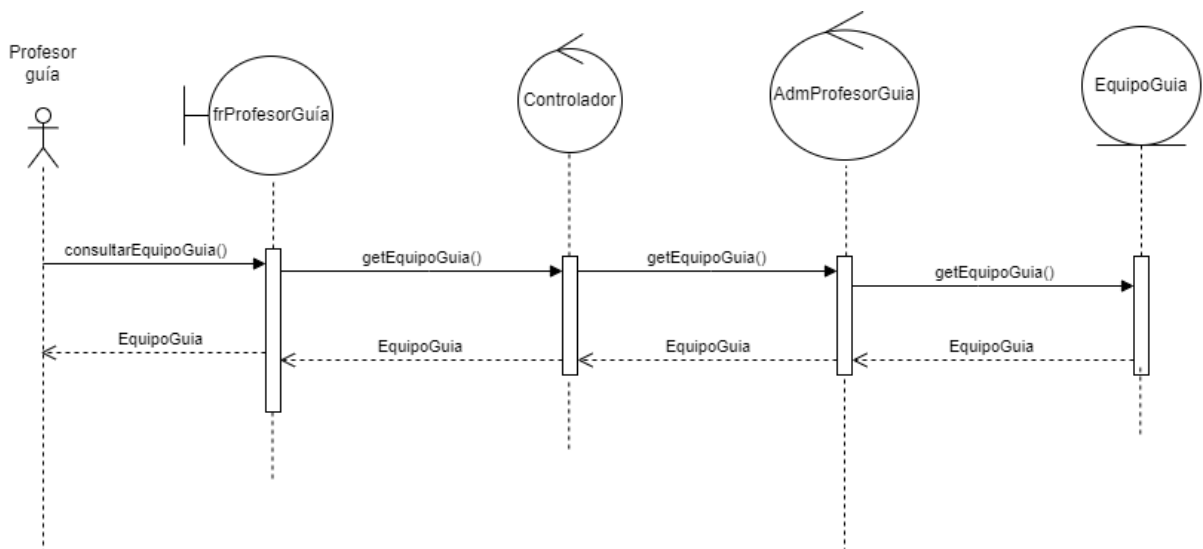 Profesor
guía
frProfesorGuía
Controlador
AdmProfesorGuia
EquipoGuia
consultarEquipoGuia()
getEquipoGuia()
getEquipoGuia()
getEquipoGuia()
EquipoGuia
EquipoGuia
EquipoGuia
EquipoGuia